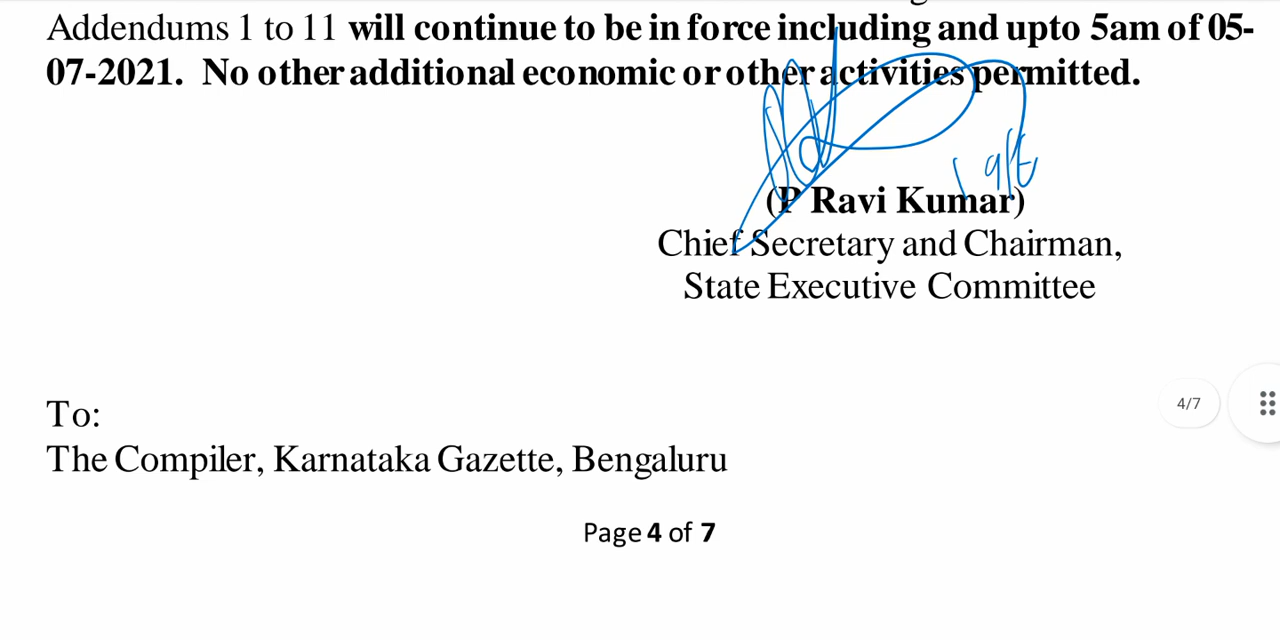 Addendums 1 to 11 will continue to be in force including and upto 5am of 05-
07-2021. No other additional economic or other activities permitted.
(P Ravi Kumar)
Chief Secretary and Chairman,
State Executive Committee
4/7
To:
The Compiler, Karnataka Gazette, Bengaluru
Page 4 of 7